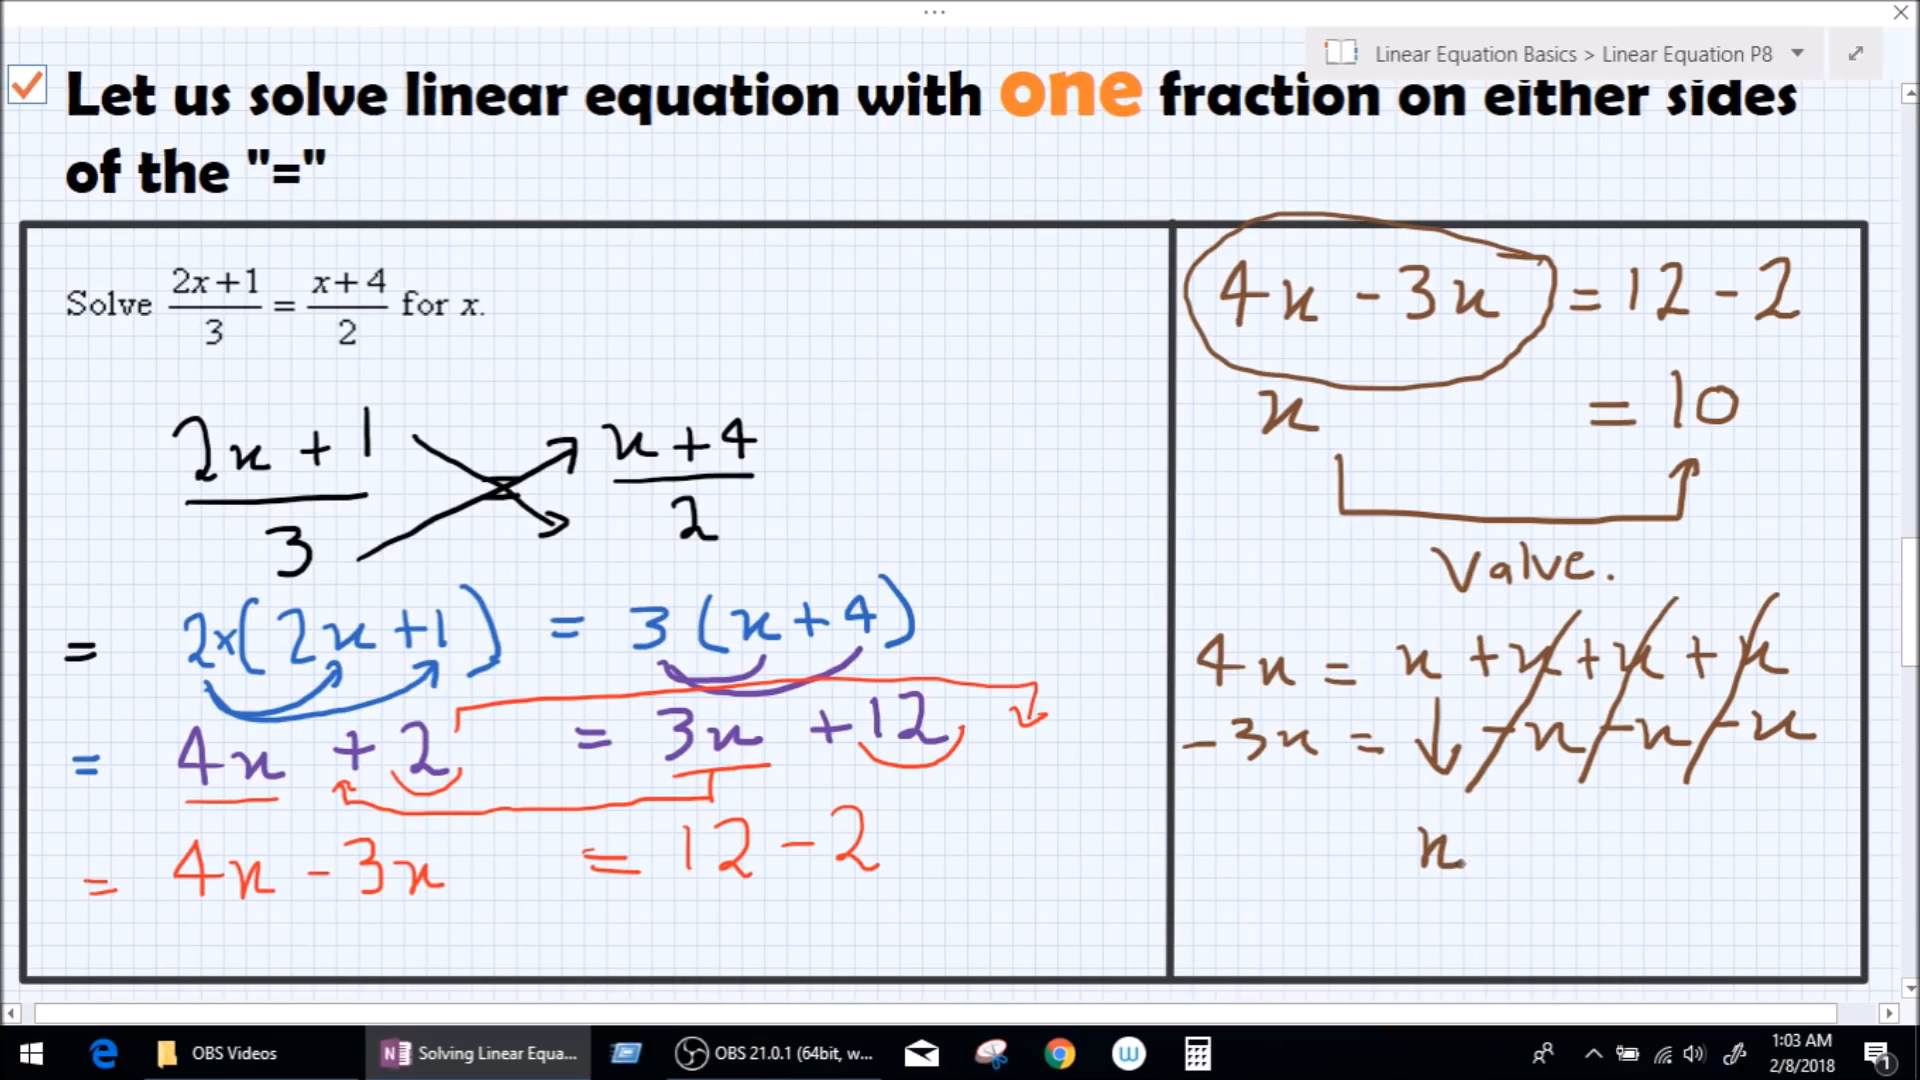 Linear Equation Basics > Linear Equation P8
Let us solve linear equation with one fraction on either sides
of the "="
Solve (2x+1)/3 = (x+4)/2 for x.
2x + 1
3
x + 4
2
= 2×(2x+1) = 3(x+4)
= 4x + 2 = 3x + 12
= 4x - 3x = 12 - 2
4x - 3x = 12 - 2
x = 10
Valve.
4x = x + x + x + x
- 3x = - x - x - x
x
OBS Videos
Solving Linear Equa...
OBS 21.0.1 (64bit, w...
1:03 AM
2/8/2018
1